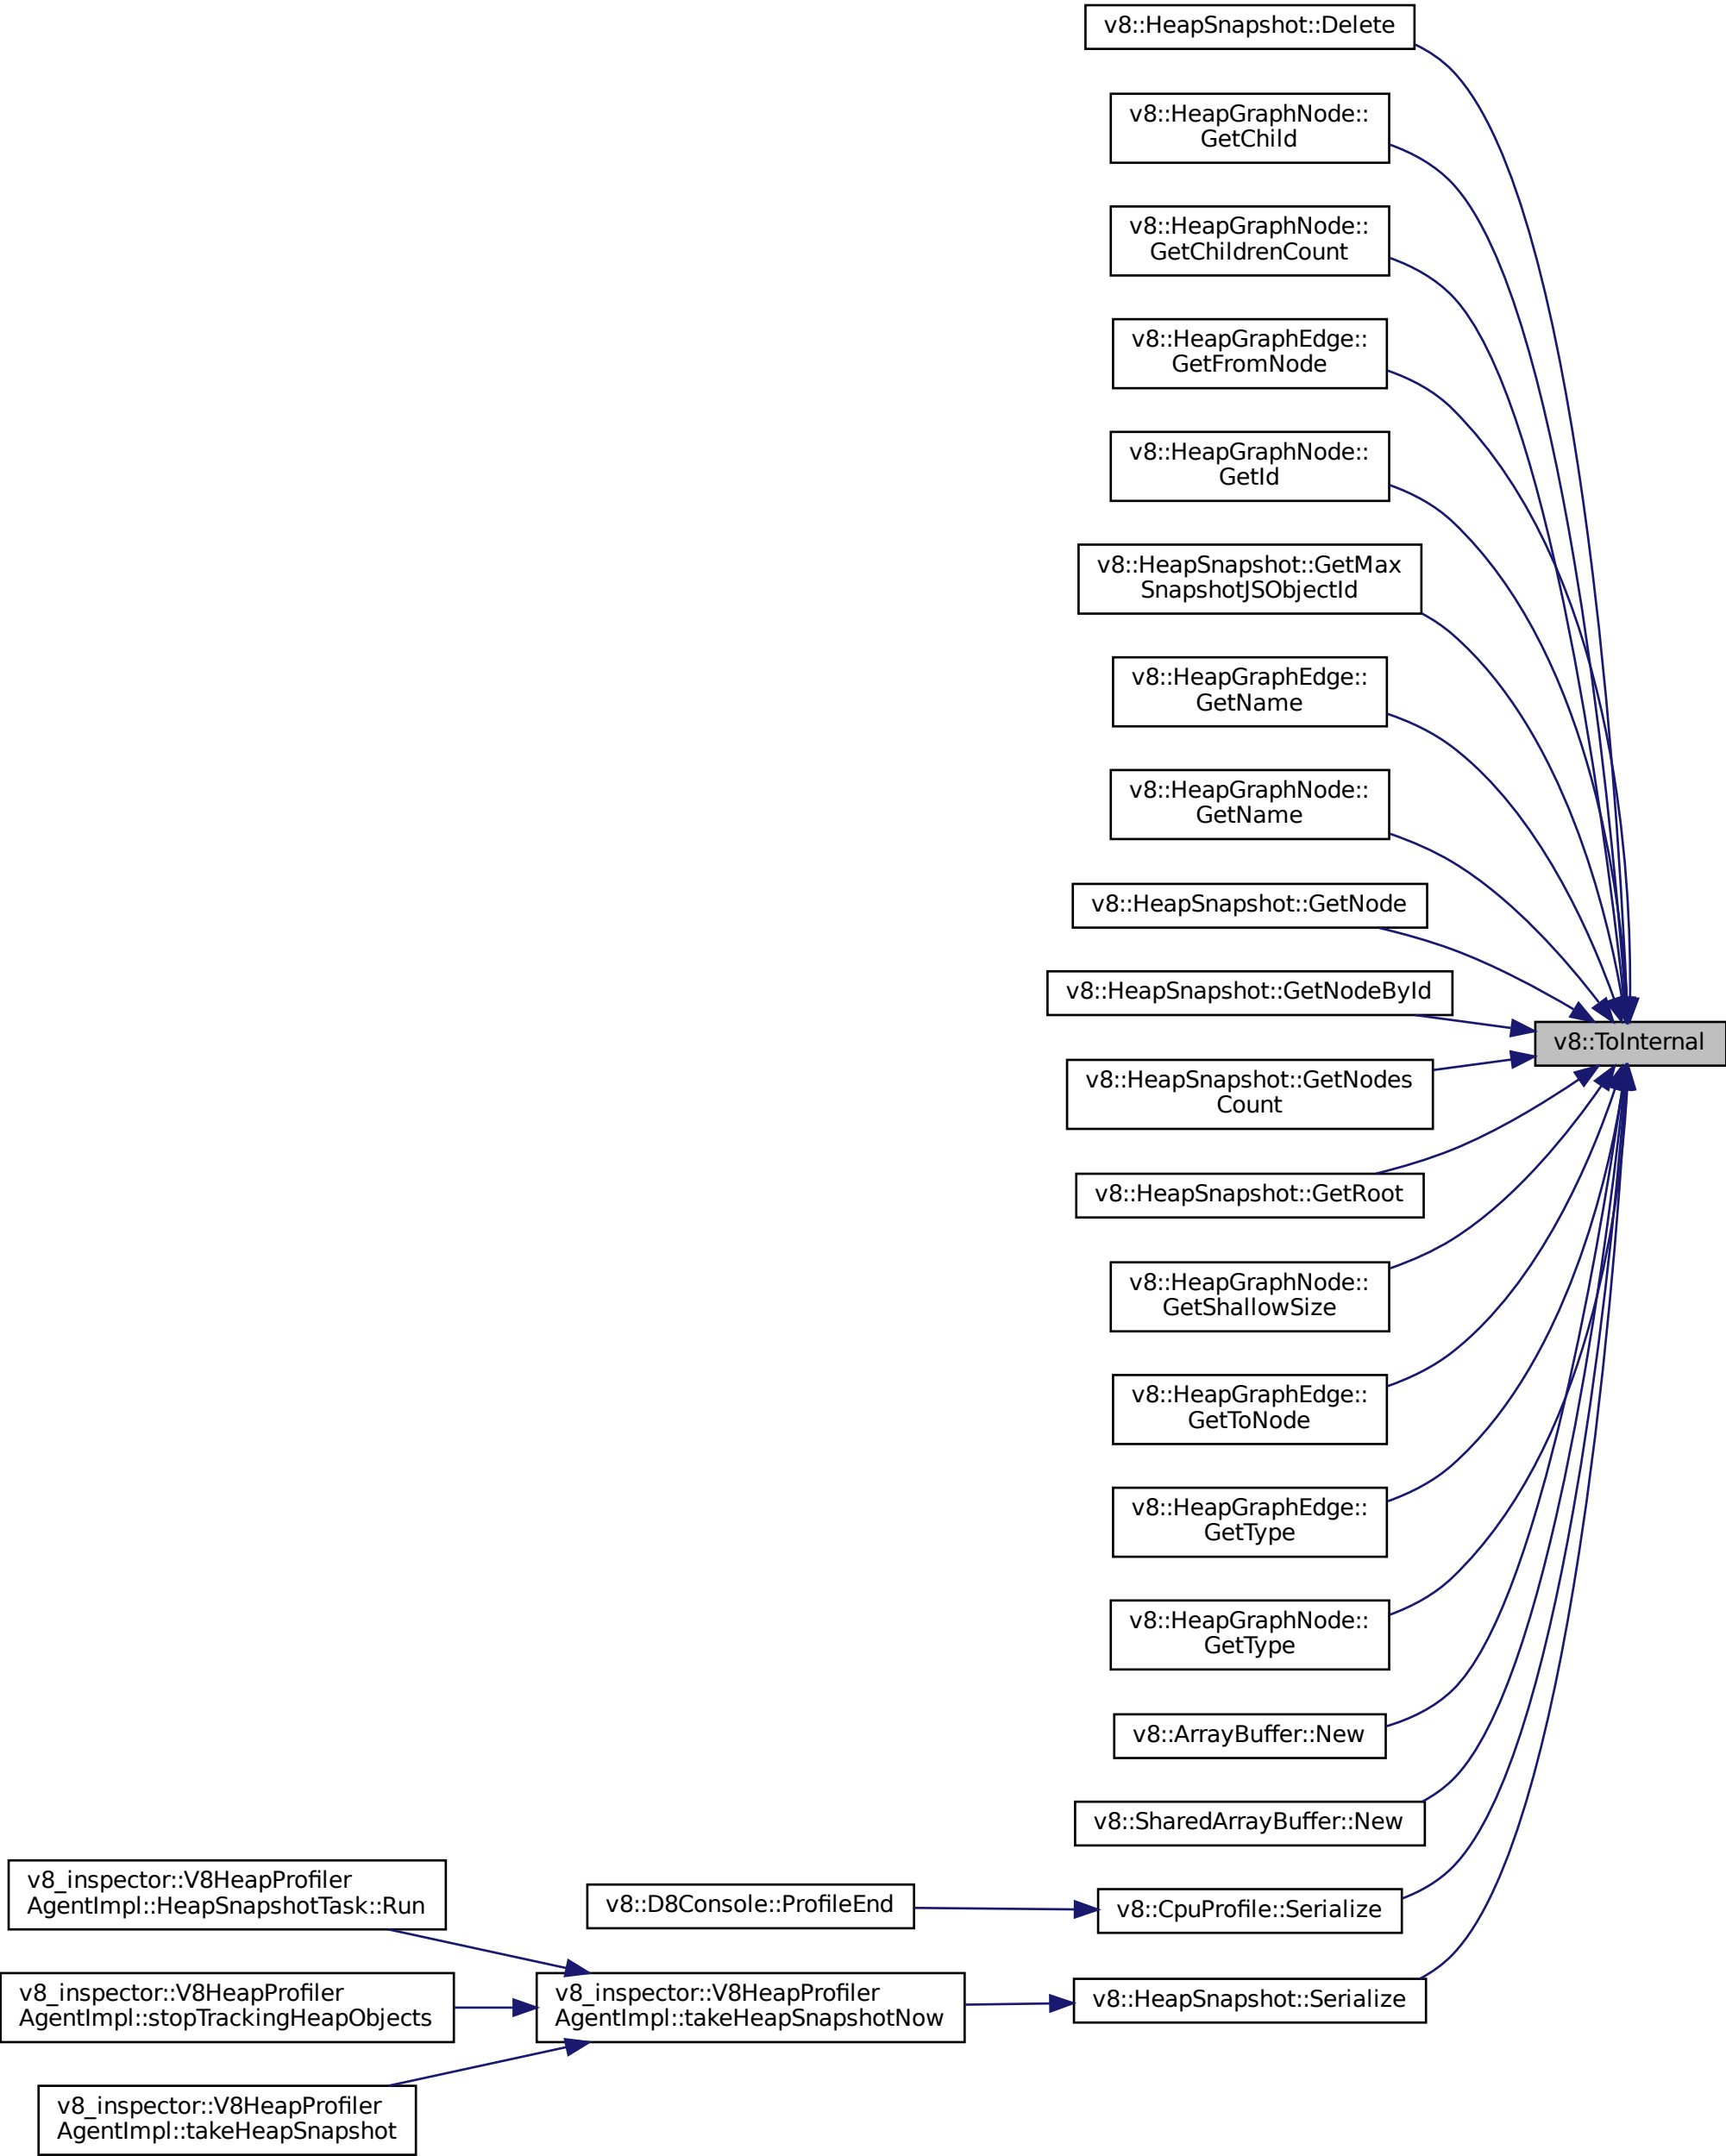 v8::HeapSnapshot::Delete
v8::HeapGraphNode::
GetChild
v8::HeapGraphNode::
GetChildrenCount
v8::HeapGraphEdge::
GetFromNode
v8::HeapGraphNode::
GetId
v8::HeapSnapshot::GetMax
SnapshotJSObjectId
v8::HeapGraphEdge::
GetName
v8::HeapGraphNode::
GetName
v8::HeapSnapshot::GetNode
v8::HeapSnapshot::GetNodeById
v8::ToInternal
v8::HeapSnapshot::GetNodes
Count
v8::HeapSnapshot::GetRoot
v8::HeapGraphNode::
GetShallowSize
v8::HeapGraphEdge::
GetToNode
v8::HeapGraphEdge::
GetType
v8::HeapGraphNode::
GetType
v8::ArrayBuffer::New
v8::SharedArrayBuffer::New
v8_inspector::V8HeapProfiler
AgentImpl::HeapSnapshotTask::Run
v8::D8Console::ProfileEnd
v8::CpuProfile::Serialize
v8_inspector::V8HeapProfiler
AgentImpl::stopTrackingHeapObjects
v8_inspector::V8HeapProfiler
AgentImpl::takeHeapSnapshotNow
v8::HeapSnapshot::Serialize
v8_inspector::V8HeapProfiler
AgentImpl::takeHeapSnapshot